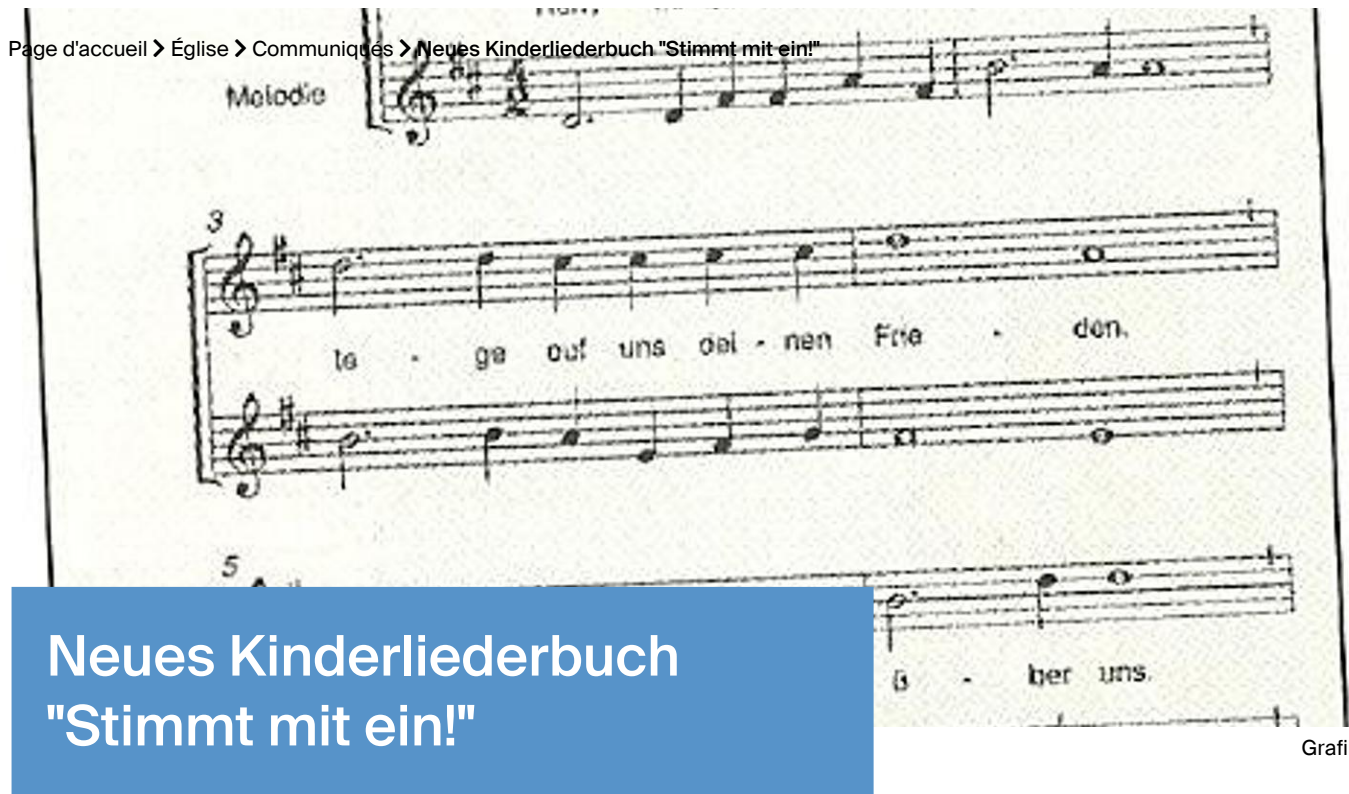 Page d'accueil > Église > Communiqués > Neues Kinderliederbuch "Stimmt mit ein!"
Melodie
3
le - ge auf uns dei - nen Frie - den.
5
ü - ber uns.
Neues Kinderliederbuch
"Stimmt mit ein!"
Grafi